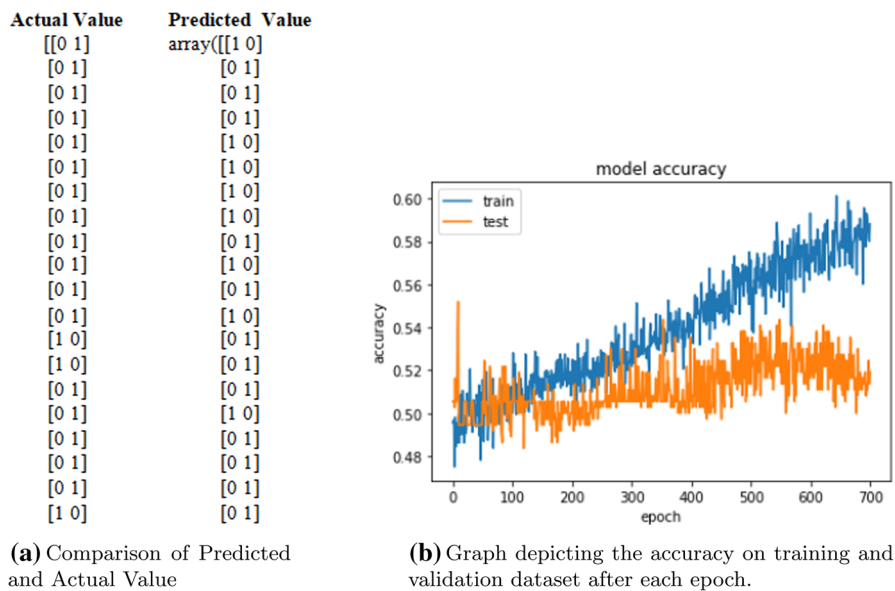 Actual Value Predicted Value
[[0 1] array([[1 0]
[0 1] [0 1]
[0 1] [0 1]
[0 1] [0 1]
[0 1] [1 0]
[0 1] [1 0]
[0 1] [1 0]
[0 1] [1 0]
[0 1] [0 1]
[0 1] [1 0]
[0 1] [0 1]
[0 1] [1 0]
[1 0] [0 1]
[1 0] [0 1]
[0 1] [0 1]
[0 1] [1 0]
[0 1] [0 1]
[0 1] [0 1]
[0 1] [0 1]
[1 0] [0 1]
(a) Comparison of Predicted
and Actual Value
model accuracy
train
test
accuracy
0.60
0.58
0.56
0.54
0.52
0.50
0.48
0 100 200 300 400 500 600 700
epoch
(b) Graph depicting the accuracy on training and
validation dataset after each epoch.